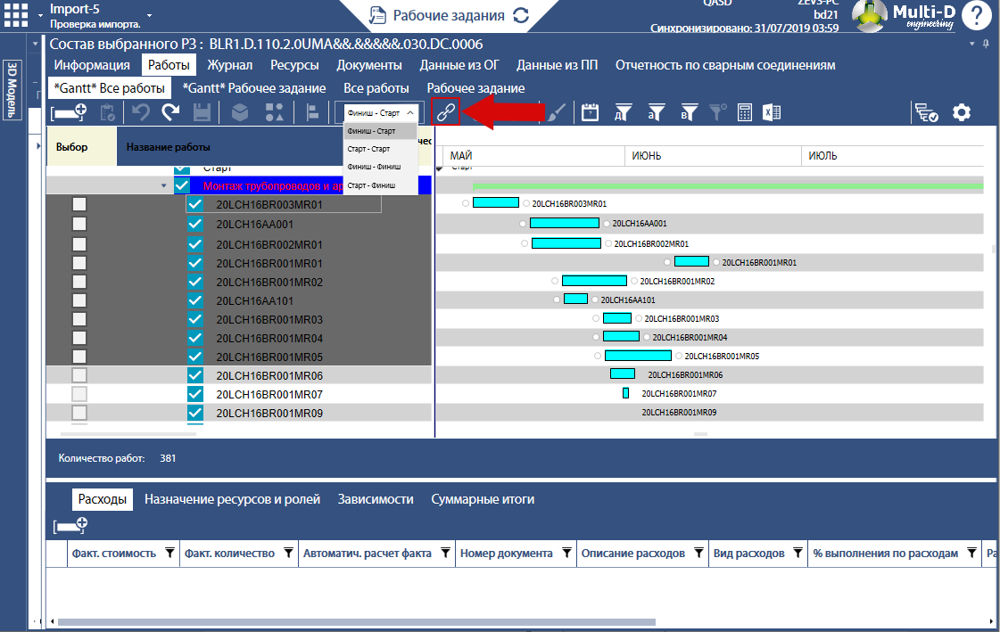 Import-5
Проверка импорта.
Рабочие задания
QASD
ZEVS-PC
bd21
Синхронизировано: 31/07/2019 03:59
Multi-D
engineering
?
3D Модель
Состав выбранного РЗ : BLR1.D.110.2.0UMA&&.&&&&&.030.DC.0006
Информация Работы Журнал Ресурсы Документы Данные из ОГ Данные из ПП Отчетность по сварным соединениям
*Gantt* Все работы *Gantt* Рабочее задание Все работы Рабочее задание
Финиш - Старт
Финиш - Старт
Старт - Старт
Финиш - Финиш
Старт - Финиш
Выбор Название работы
МАЙ ИЮНЬ ИЮЛЬ
Старт Старт
Монтаж трубопроводов и ар
20LCH16BR003MR01 20LCH16BR003MR01
20LCH16AA001 20LCH16AA001
20LCH16BR002MR01 20LCH16BR002MR01
20LCH16BR001MR01 20LCH16BR001MR01
20LCH16BR001MR02 20LCH16BR001MR02
20LCH16AA101 20LCH16AA101
20LCH16BR001MR03 20LCH16BR001MR03
20LCH16BR001MR04 20LCH16BR001MR04
20LCH16BR001MR05 20LCH16BR001MR05
20LCH16BR001MR06 20LCH16BR001MR06
20LCH16BR001MR07 20LCH16BR001MR07
20LCH16BR001MR09 20LCH16BR001MR09
Количество работ: 381
Расходы Назначение ресурсов и ролей Зависимости Суммарные итоги
Факт. стоимость Факт. количество Автоматич. расчет факта Номер документа Описание расходов Вид расходов % выполнения по расходам Ра